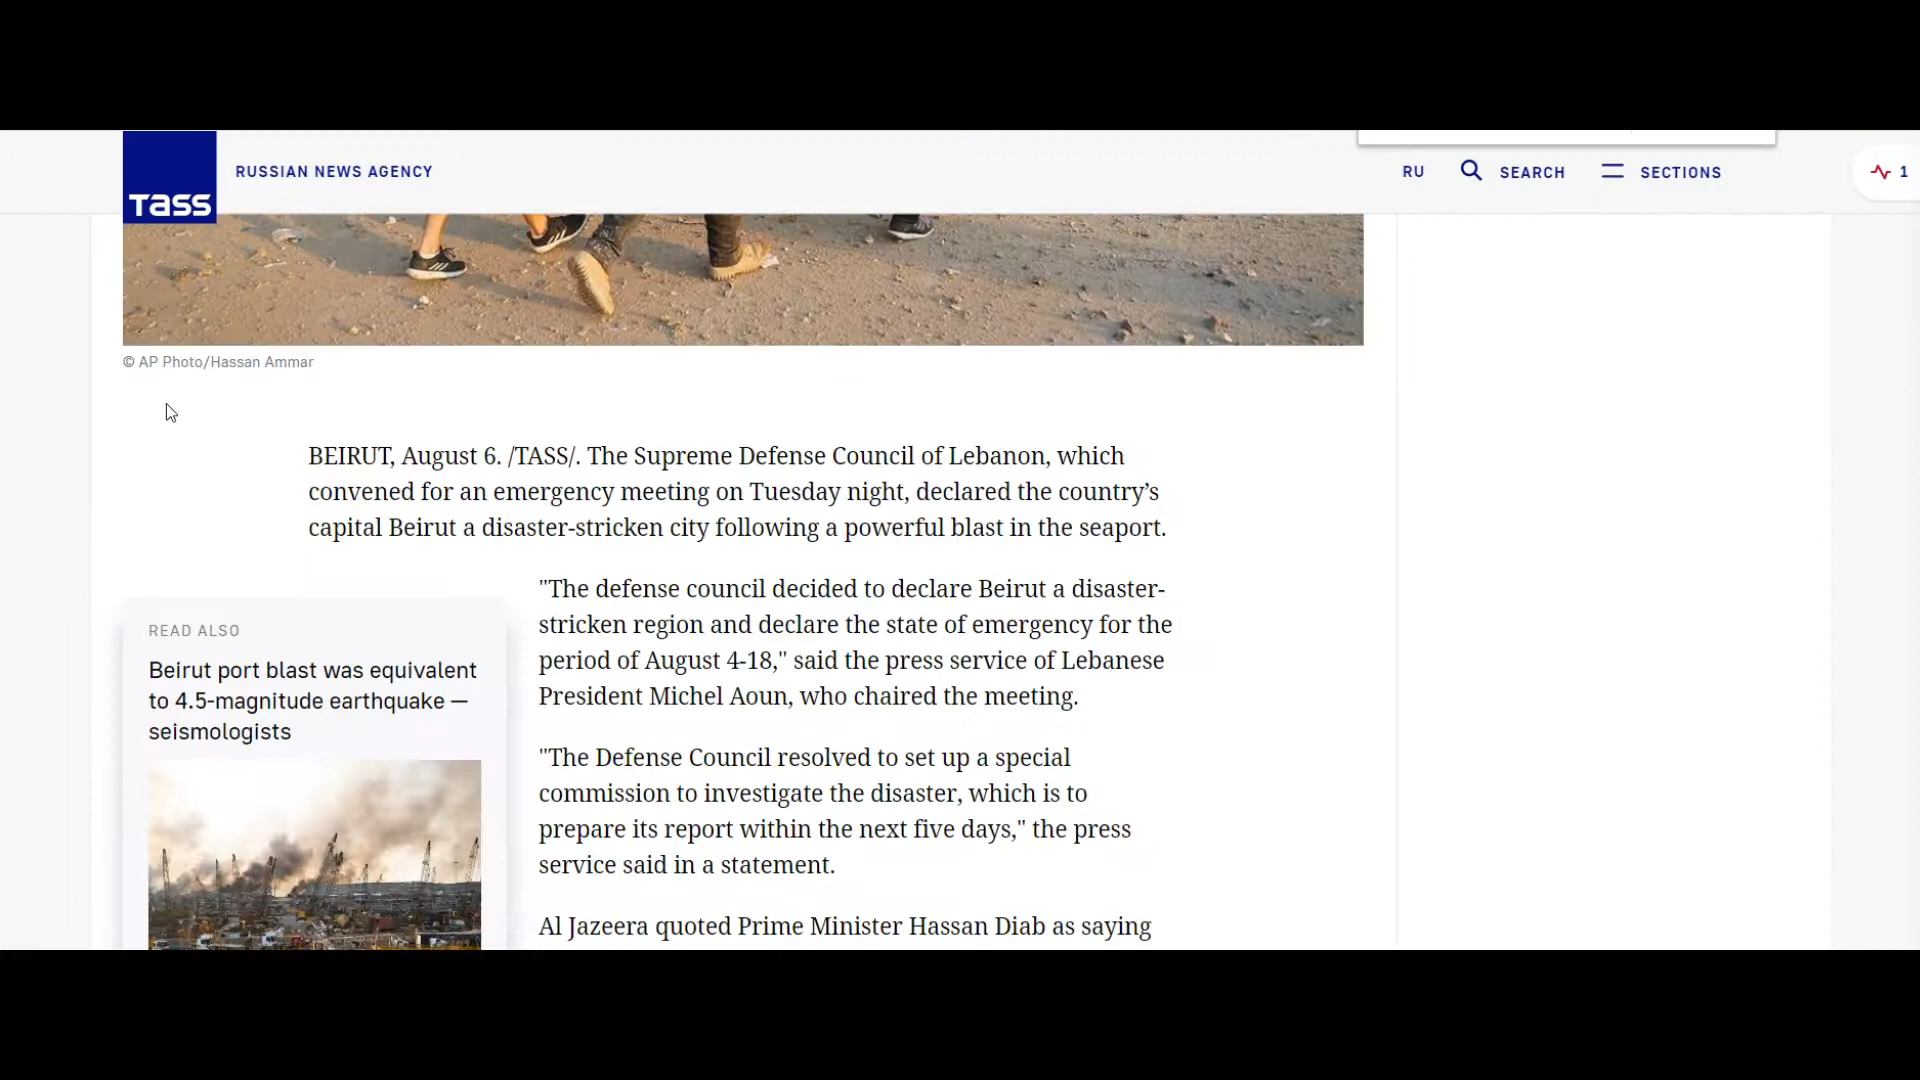 TASS
RUSSIAN NEWS AGENCY
RU
SEARCH
SECTIONS
1
© AP Photo/Hassan Ammar
BEIRUT, August 6. /TASS/. The Supreme Defense Council of Lebanon, which
convened for an emergency meeting on Tuesday night, declared the country’s
capital Beirut a disaster-stricken city following a powerful blast in the seaport.
READ ALSO
Beirut port blast was equivalent
to 4.5-magnitude earthquake —
seismologists
"The defense council decided to declare Beirut a disaster-
stricken region and declare the state of emergency for the
period of August 4-18," said the press service of Lebanese
President Michel Aoun, who chaired the meeting.
"The Defense Council resolved to set up a special
commission to investigate the disaster, which is to
prepare its report within the next five days," the press
service said in a statement.
Al Jazeera quoted Prime Minister Hassan Diab as saying